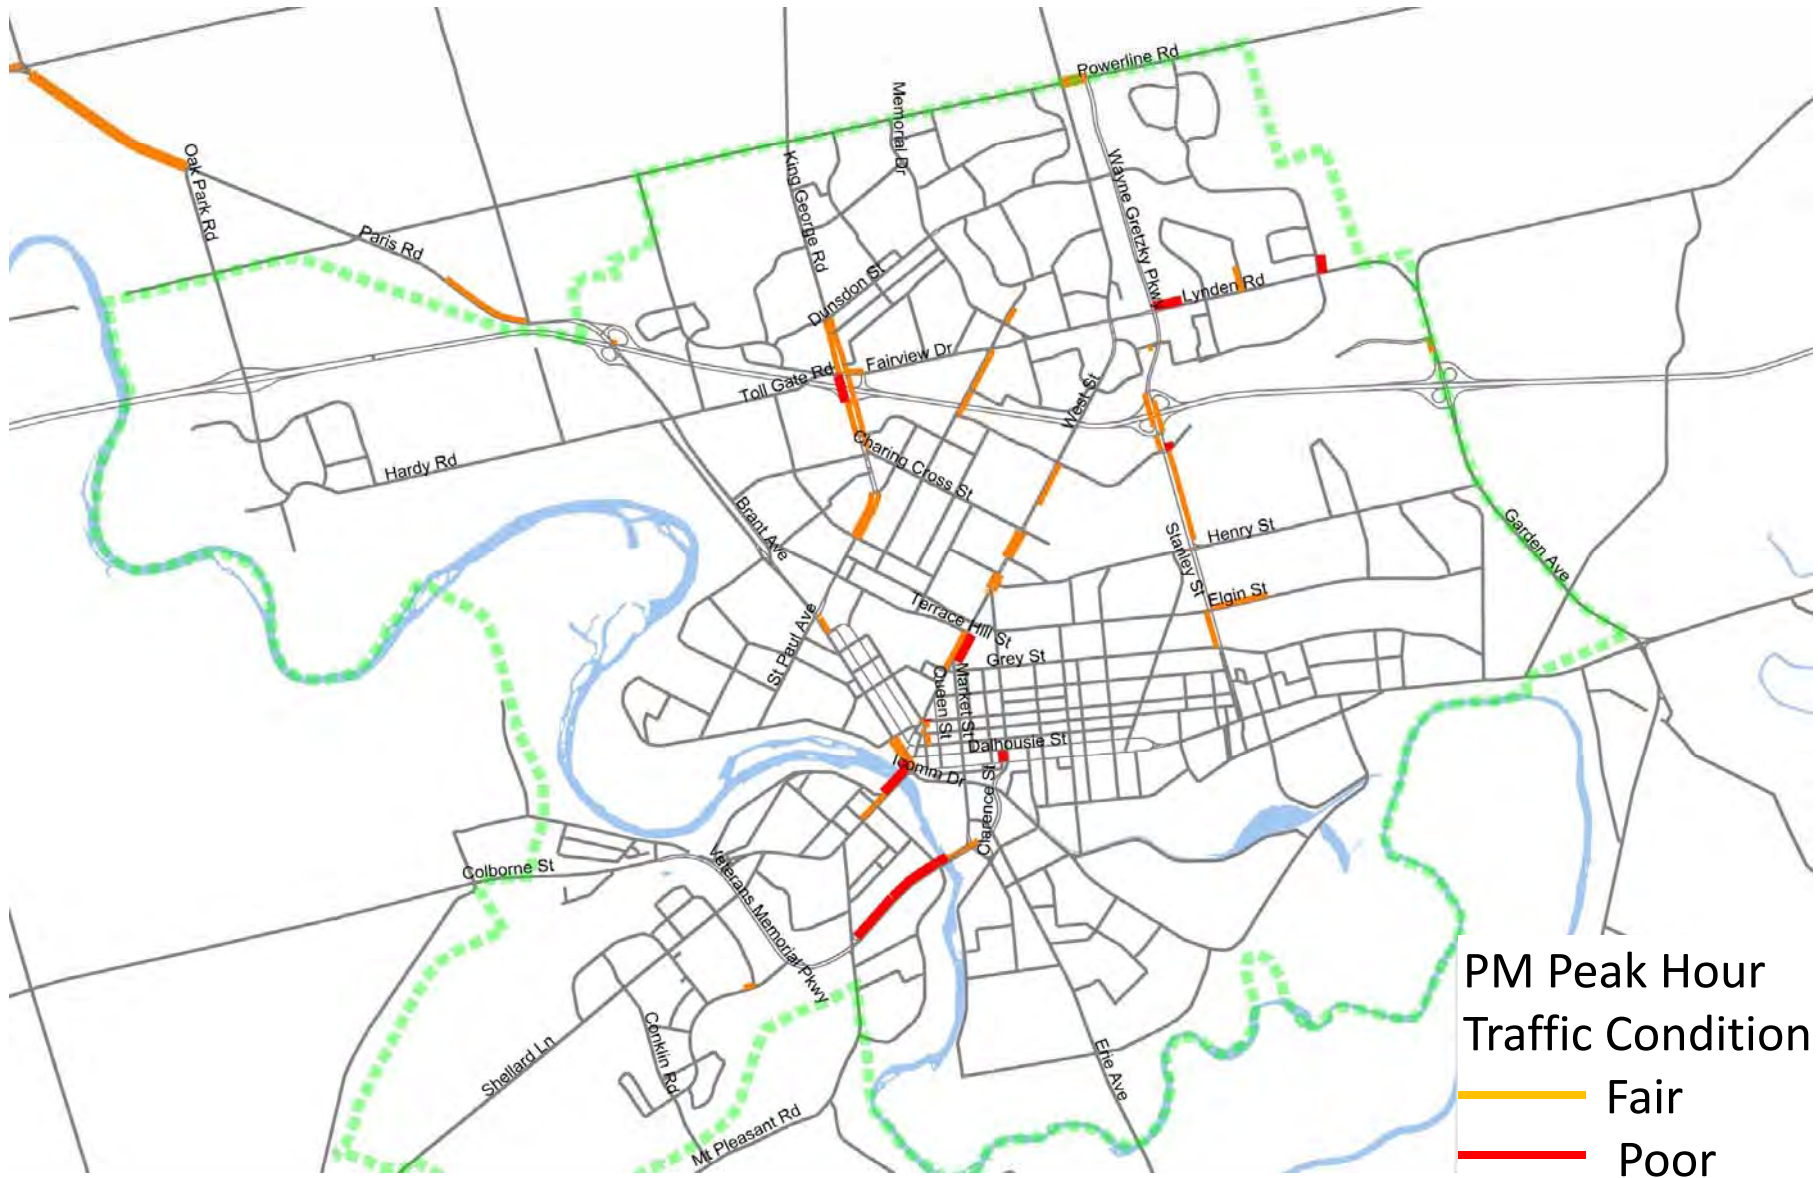 Powerline Rd
Memorial Dr
Oak Park Rd
King George Rd
Wayne Gretzky Pkwy
Paris Rd
Dunsdon St
Lynden Rd
Fairview Dr
Toll Gate Rd
West St
Charing Cross St
Hardy Rd
Brant Ave
Garden Ave
Henry St
Stanley St
Elgin St
Terrace Hill St
St Paul Ave
Grey St
Queen St
Market St
Dalhousie St
Icomm Dr
Clarence St
Colborne St
Veterans Memorial Pkwy
Shellard Ln
Conklin Rd
Erie Ave
Mt Pleasant Rd
PM Peak Hour
Traffic Condition
Fair
Poor